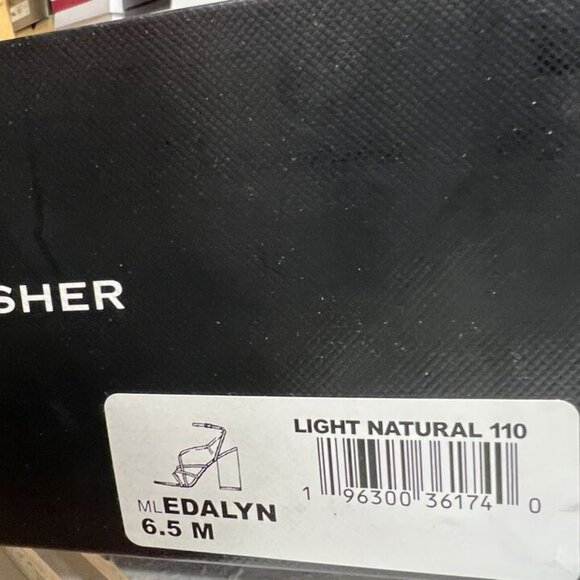 SHER
LIGHT NATURAL 110
1 96300 36174 0
MLEDALYN
6.5 M